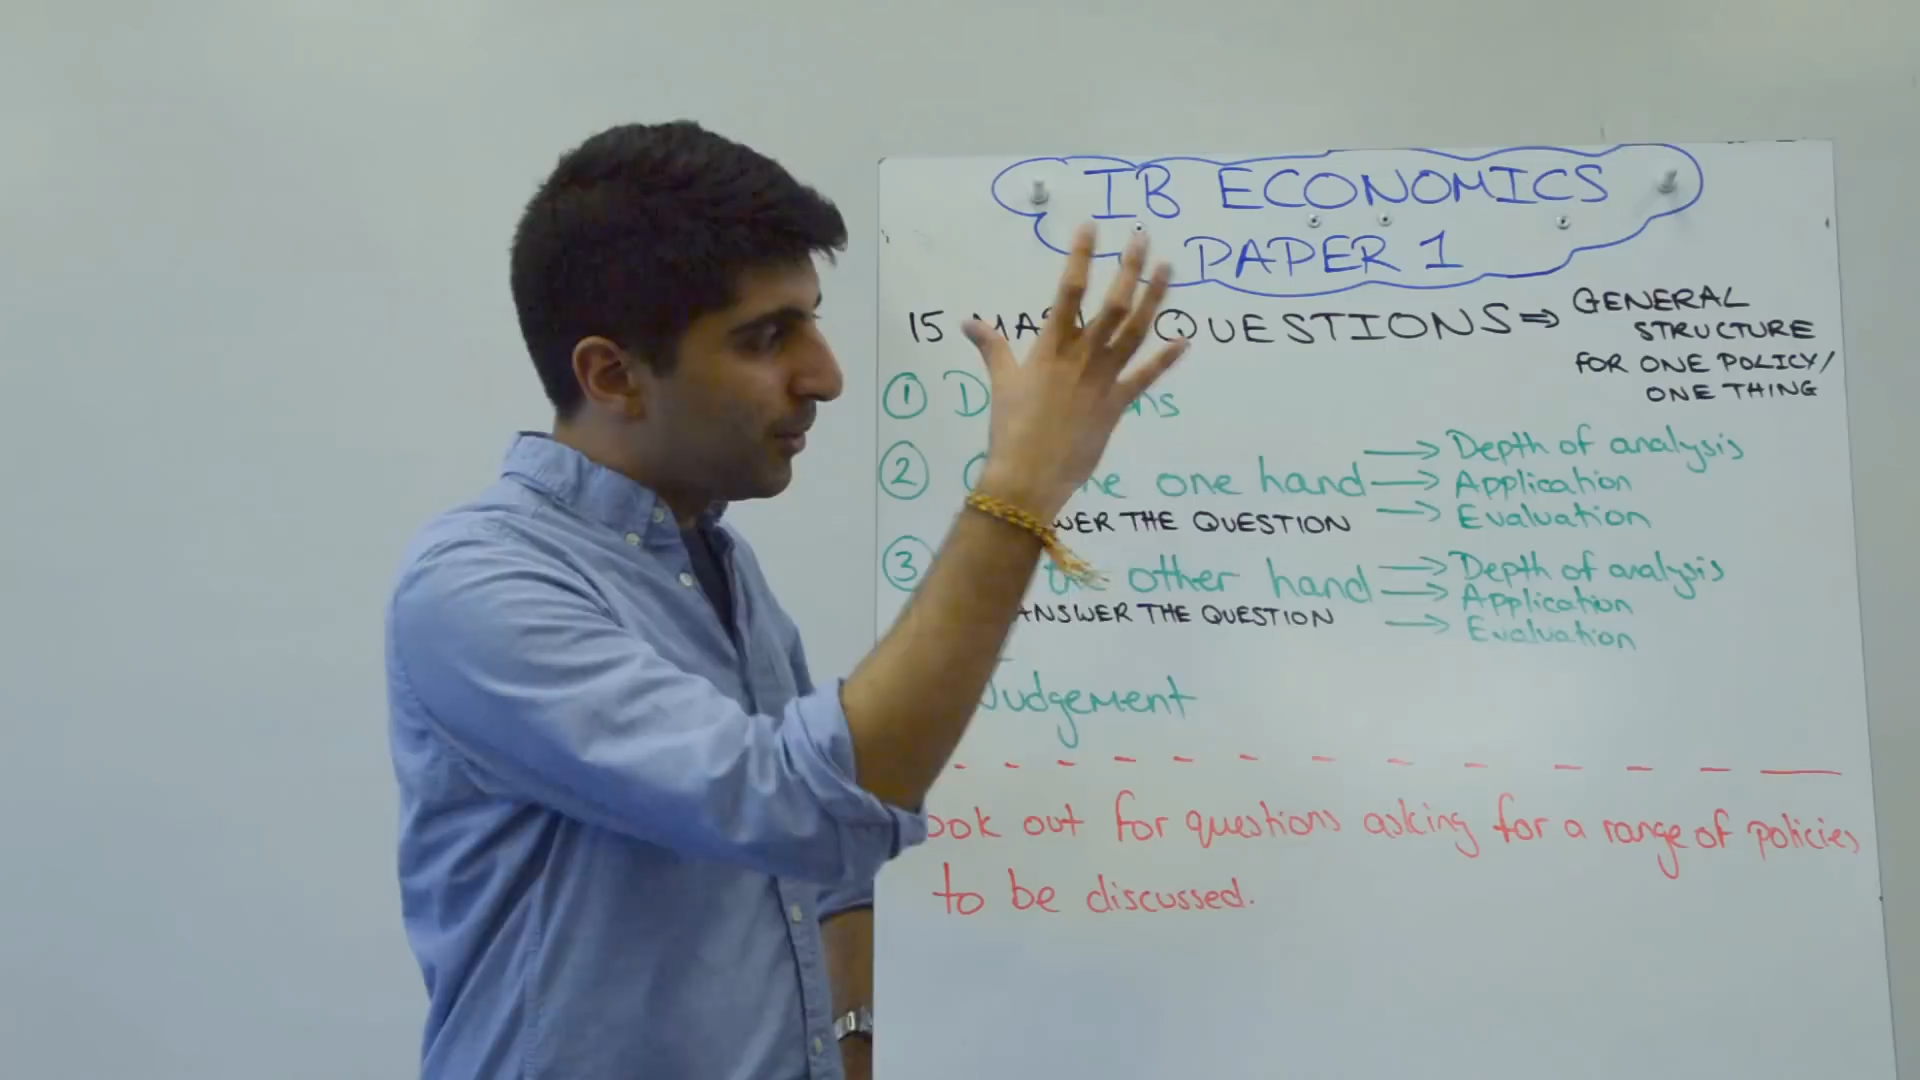 IB ECONOMICS
PAPER 1
15 QUESTIONS ⇒ GENERAL
STRUCTURE
FOR ONE POLICY/
ONE THING
①
② one hand → Depth of analysis
→ Application
→ Evaluation
THE QUESTION
③ the other hand → Depth of analysis
→ Application
→ Evaluation
ANSWER THE QUESTION
Judgement
out for questions asking for a range of policies
to be discussed.